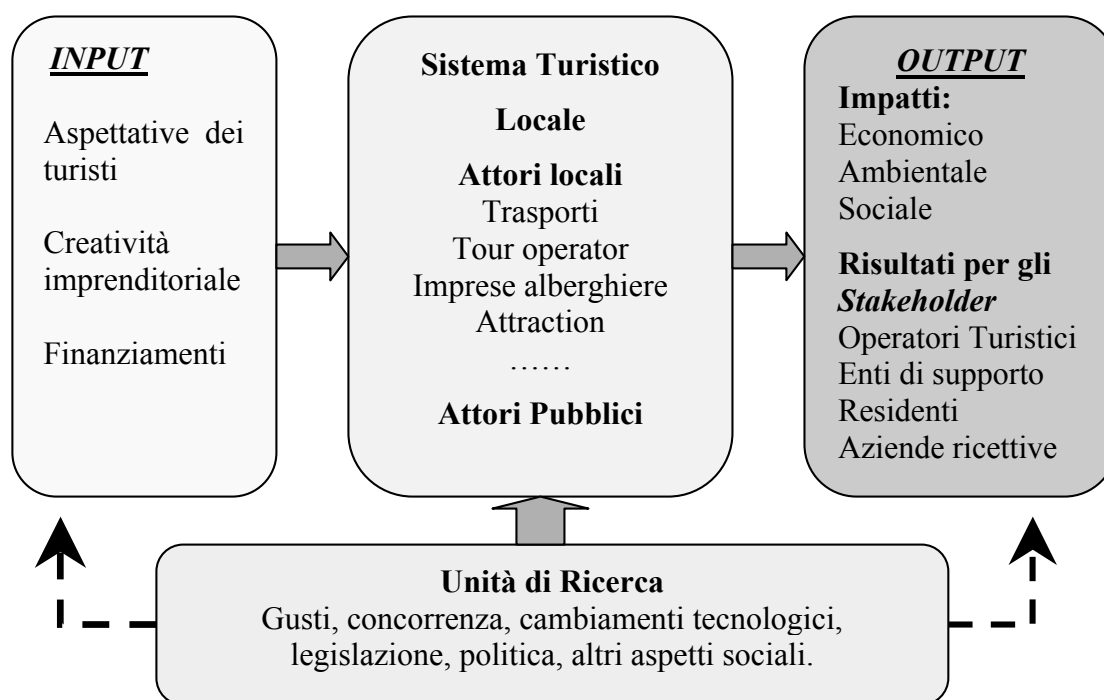 INPUT
Aspettative dei
turisti
Creatività
imprenditoriale
Finanziamenti
Sistema Turistico
Locale
Attori locali
Trasporti
Tour operator
Imprese alberghiere
Attraction
......
Attori Pubblici
OUTPUT
Impatti:
Economico
Ambientale
Sociale
Risultati per gli
Stakeholder
Operatori Turistici
Enti di supporto
Residenti
Aziende ricettive
Unità di Ricerca
Gusti, concorrenza, cambiamenti tecnologici,
legislazione, politica, altri aspetti sociali.